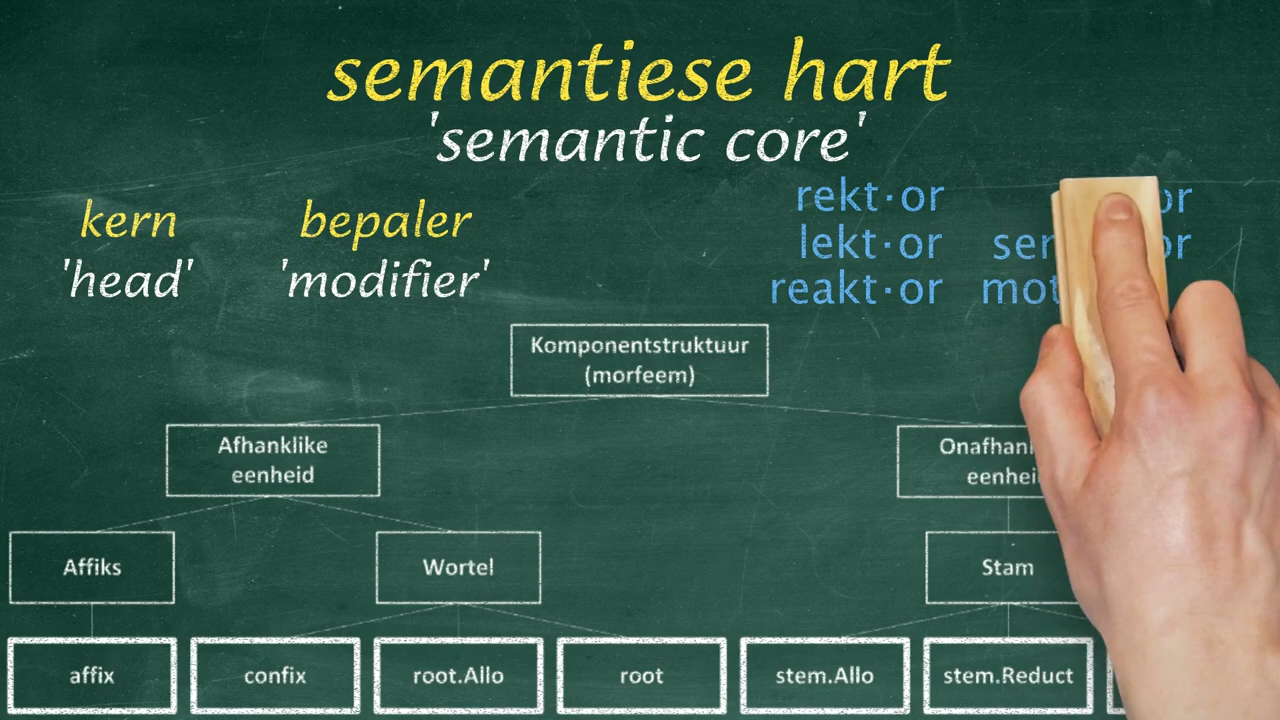 semantiese hart
'semantic core'
kern
'head'
bepaler
'modifier'
rekt·or
lekt·or
reakt·or
Komponentstruktuur
(morfeem)
Afhanklike
eenheid
Affiks
Wortel
Stam
affix
confix
root.Allo
root
stem.Allo
stem.Reduct